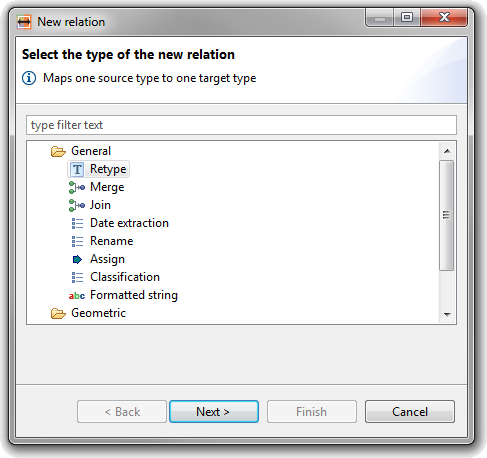 New relation
Select the type of the new relation
Maps one source type to one target type
type filter text
General
T Retype
Merge
Join
Date extraction
Rename
Assign
Classification
abc Formatted string
Geometric
< Back Next > Finish Cancel